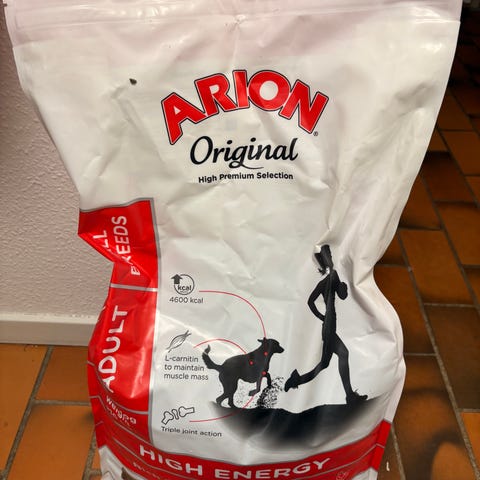 ARION®
Original
High Premium Selection
ALL
BREEDS
ADULT
kcal
4600 kcal
L-carnitin
to maintain
muscle mass
Triple joint action
HIGH ENERGY